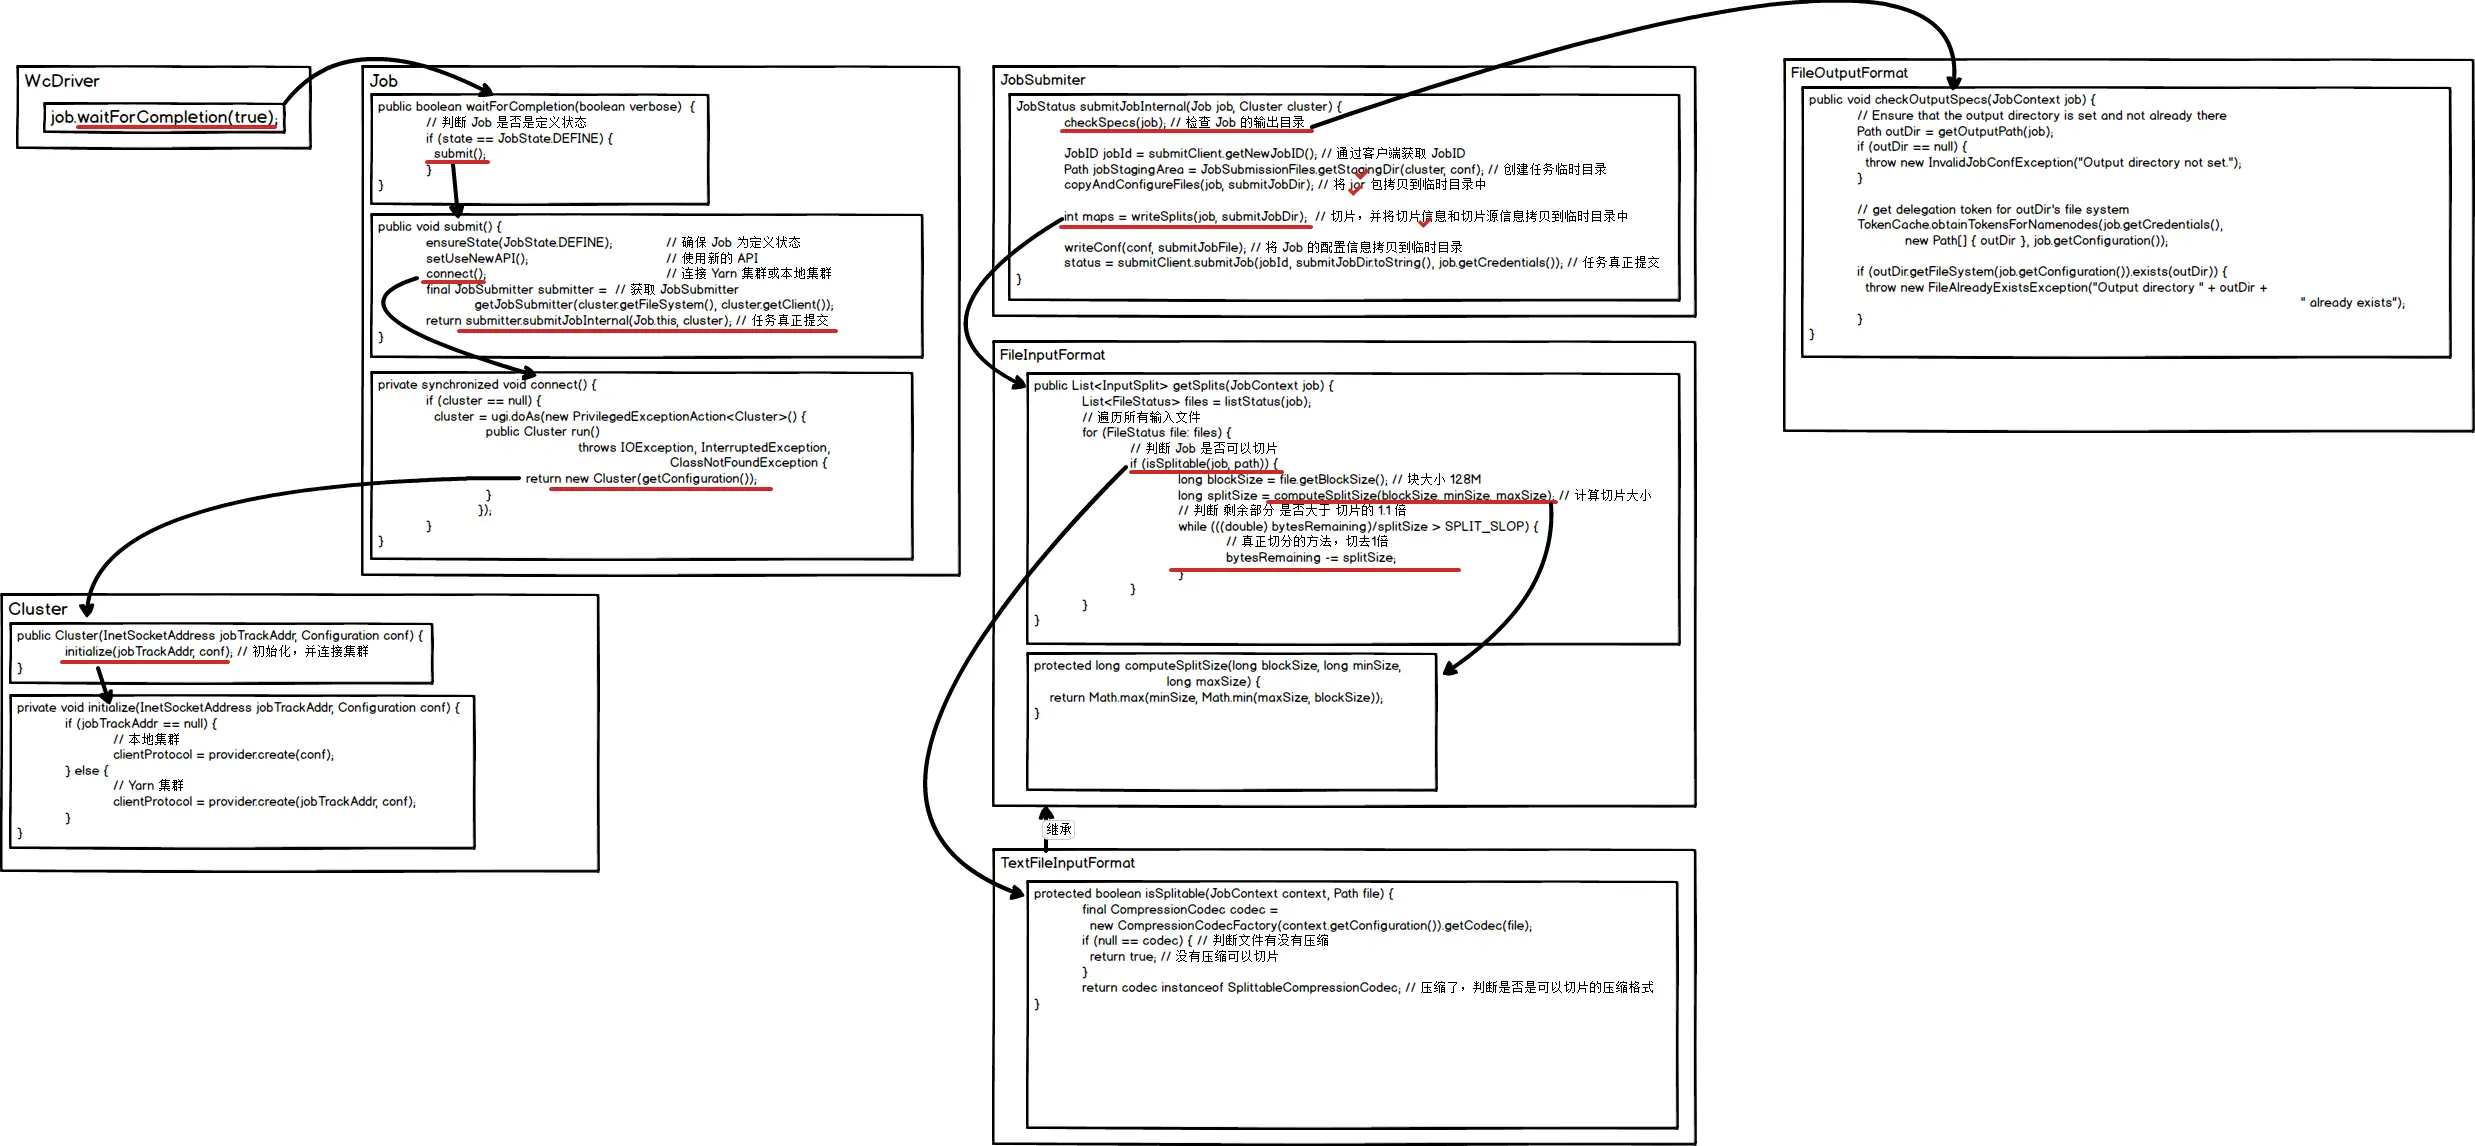 WcDriver
job.waitForCompletion(true);
Job
public boolean waitForCompletion(boolean verbose) {
// 判断 Job 是否是定义状态
if (state == JobState.DEFINE) {
submit();
}
}
public void submit() {
ensureState(JobState.DEFINE); // 确保 Job 为定义状态
setUseNewAPI(); // 使用新的 API
connect(); // 连接 Yarn 集群或本地集群
final JobSubmitter submitter = // 获取 JobSubmitter
getJobSubmitter(cluster.getFileSystem(), cluster.getClient());
return submitter.submitJobInternal(Job.this, cluster); // 任务真正提交
}
private synchronized void connect() {
if (cluster == null) {
cluster = ugi.doAs(new PrivilegedExceptionAction<Cluster>() {
public Cluster run()
throws IOException, InterruptedException,
ClassNotFoundException {
return new Cluster(getConfiguration());
}
});
}
}
Cluster
public Cluster(InetSocketAddress jobTrackAddr, Configuration conf) {
initialize(jobTrackAddr, conf); // 初始化，并连接集群
}
private void initialize(InetSocketAddress jobTrackAddr, Configuration conf) {
if (jobTrackAddr == null) {
// 本地集群
clientProtocol = provider.create(conf);
} else {
// Yarn 集群
clientProtocol = provider.create(jobTrackAddr, conf);
}
}
JobSubmiter
JobStatus submitJobInternal(Job job, Cluster cluster) {
checkSpecs(job); // 检查 Job 的输出目录
JobID jobId = submitClient.getNewJobID(); // 通过客户端获取 JobID
Path jobStagingArea = JobSubmissionFiles.getStagingDir(cluster, conf); // 创建任务临时目录
copyAndConfigureFiles(job, submitJobDir); // 将 jar 包拷贝到临时目录中
int maps = writeSplits(job, submitJobDir); // 切片，并将切片信息和切片源信息拷贝到临时目录中
writeConf(conf, submitJobFile); // 将 Job 的配置信息拷贝到临时目录
status = submitClient.submitJob(jobId, submitJobDir.toString(), job.getCredentials()); // 任务真正提交
}
FileInputFormat
public List<InputSplit> getSplits(JobContext job) {
List<FileStatus> files = listStatus(job);
// 遍历所有输入文件
for (FileStatus file: files) {
// 判断 Job 是否可以切片
if (isSplitable(job, path)) {
long blockSize = file.getBlockSize(); // 块大小 128M
long splitSize = computeSplitSize(blockSize, minSize, maxSize); // 计算切片大小
// 判断 剩余部分 是否大于 切片的 1.1 倍
while (((double) bytesRemaining)/splitSize > SPLIT_SLOP) {
// 真正切分的方法，切去1倍
bytesRemaining -= splitSize;
}
}
}
}
protected long computeSplitSize(long blockSize, long minSize,
long maxSize) {
return Math.max(minSize, Math.min(maxSize, blockSize));
}
继承
TextFileInputFormat
protected boolean isSplitable(JobContext context, Path file) {
final CompressionCodec codec =
new CompressionCodecFactory(context.getConfiguration()).getCodec(file);
if (null == codec) { // 判断文件有没有压缩
return true; // 没有压缩可以切片
}
return codec instanceof SplittableCompressionCodec; // 压缩了，判断是否是可以切片的压缩格式
}
FileOutputFormat
public void checkOutputSpecs(JobContext job) {
// Ensure that the output directory is set and not already there
Path outDir = getOutputPath(job);
if (outDir == null) {
throw new InvalidJobConfException("Output directory not set.");
}
// get delegation token for outDir's file system
TokenCache.obtainTokensForNamenodes(job.getCredentials(),
new Path[] { outDir }, job.getConfiguration());
if (outDir.getFileSystem(job.getConfiguration()).exists(outDir)) {
throw new FileAlreadyExistsException("Output directory " + outDir +
" already exists");
}
}